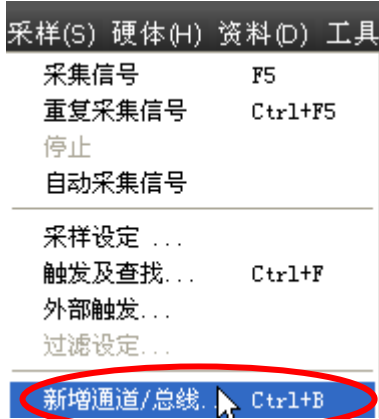 采样(S) 硬体(H) 资料(D) 工具
采集信号 F5
重复采集信号 Ctrl+F5
停止
自动采集信号
采样设定 ...
触发及查找... Ctrl+F
外部触发...
过滤设定...
新增通道/总线. Ctrl+B